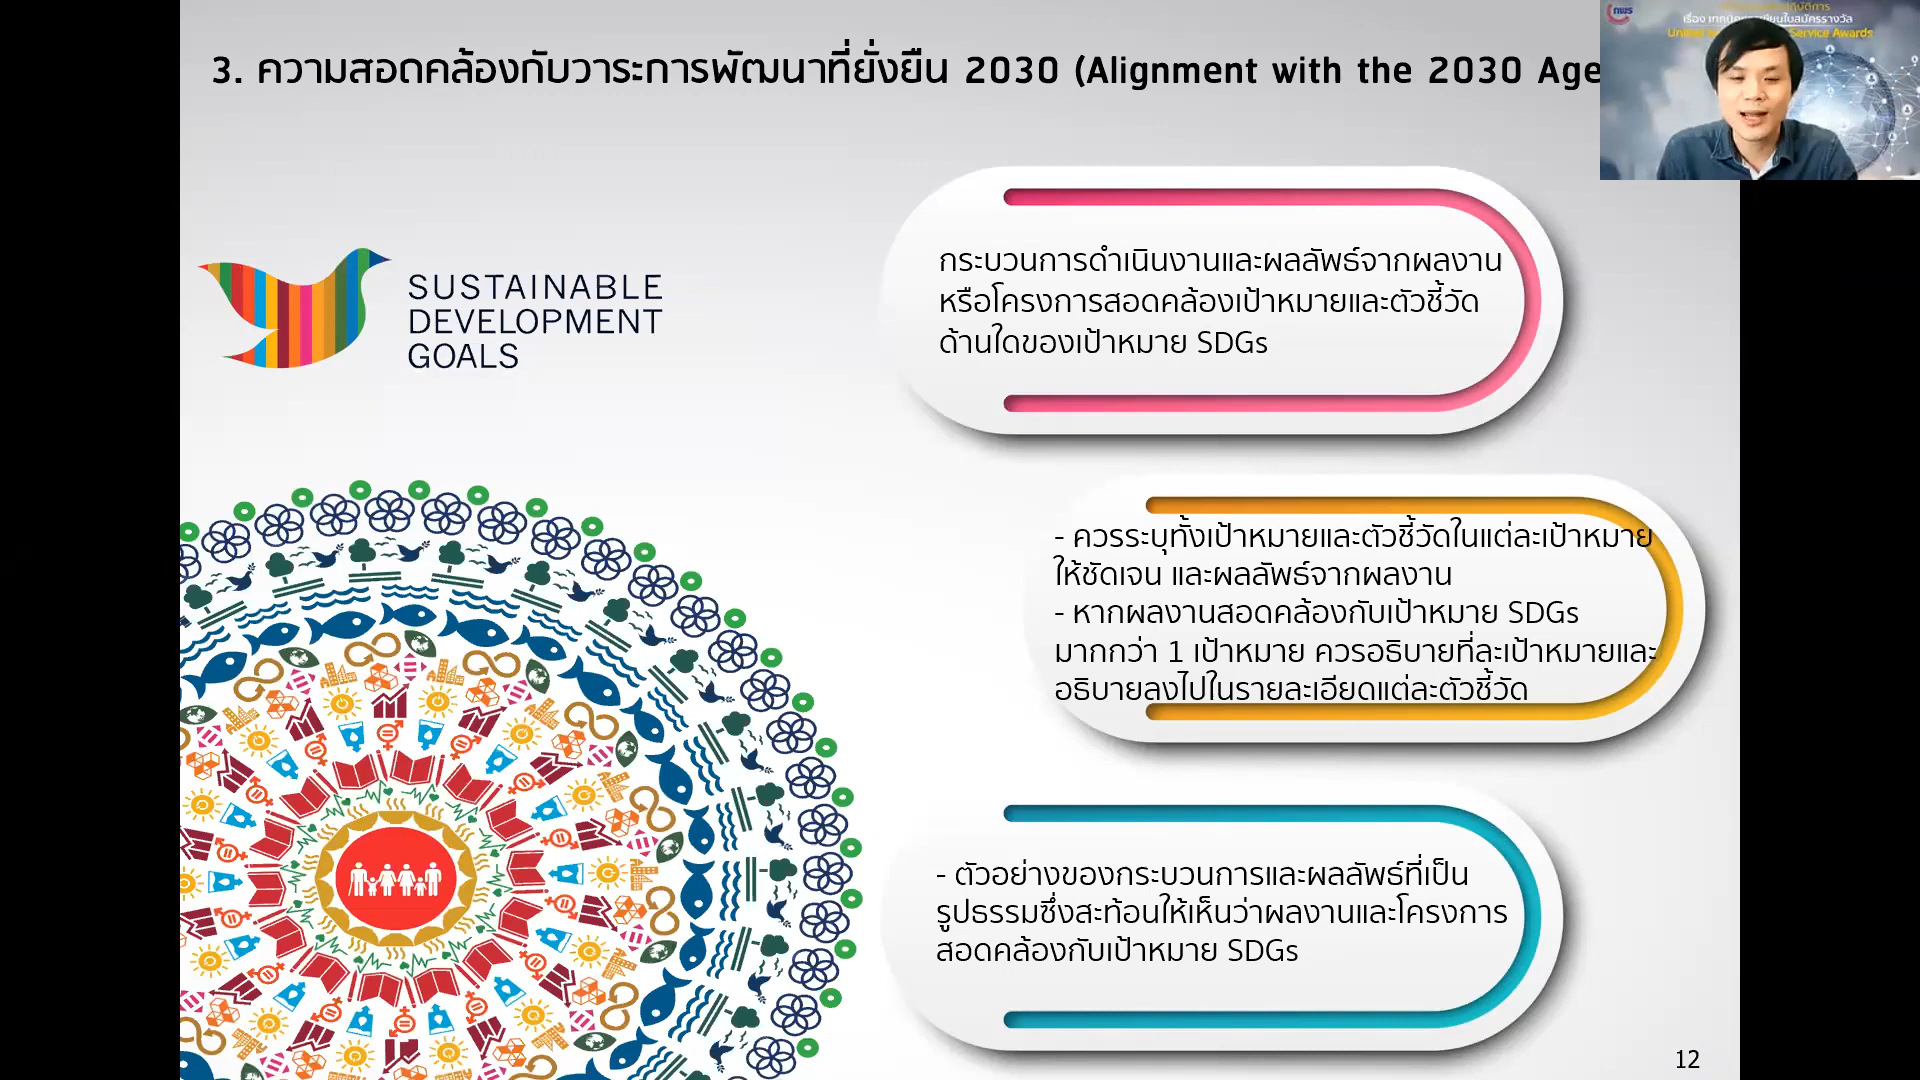 3. ความสอดคล้องกับวาระการพัฒนาที่ยั่งยืน 2030 (Alignment with the 2030 Age
กพร
เรื่อง
Service Awards
SUSTAINABLE
DEVELOPMENT
GOALS
กระบวนการดำเนินงานและผลลัพธ์จากผลงาน
หรือโครงการสอดคล้องเป้าหมายและตัวชี้วัด
ด้านใดของเป้าหมาย SDGs
- ควรระบุทั้งเป้าหมายและตัวชี้วัดในแต่ละเป้าหมาย
ให้ชัดเจน และผลลัพธ์จากผลงาน
- หากผลงานสอดคล้องกับเป้าหมาย SDGs
มากกว่า 1 เป้าหมาย ควรอธิบายที่ละเป้าหมายและ
อธิบายลงไปในรายละเอียดแต่ละตัวชี้วัด
- ตัวอย่างของกระบวนการและผลลัพธ์ที่เป็น
รูปธรรมซึ่งสะท้อนให้เห็นว่าผลงานและโครงการ
สอดคล้องกับเป้าหมาย SDGs
12